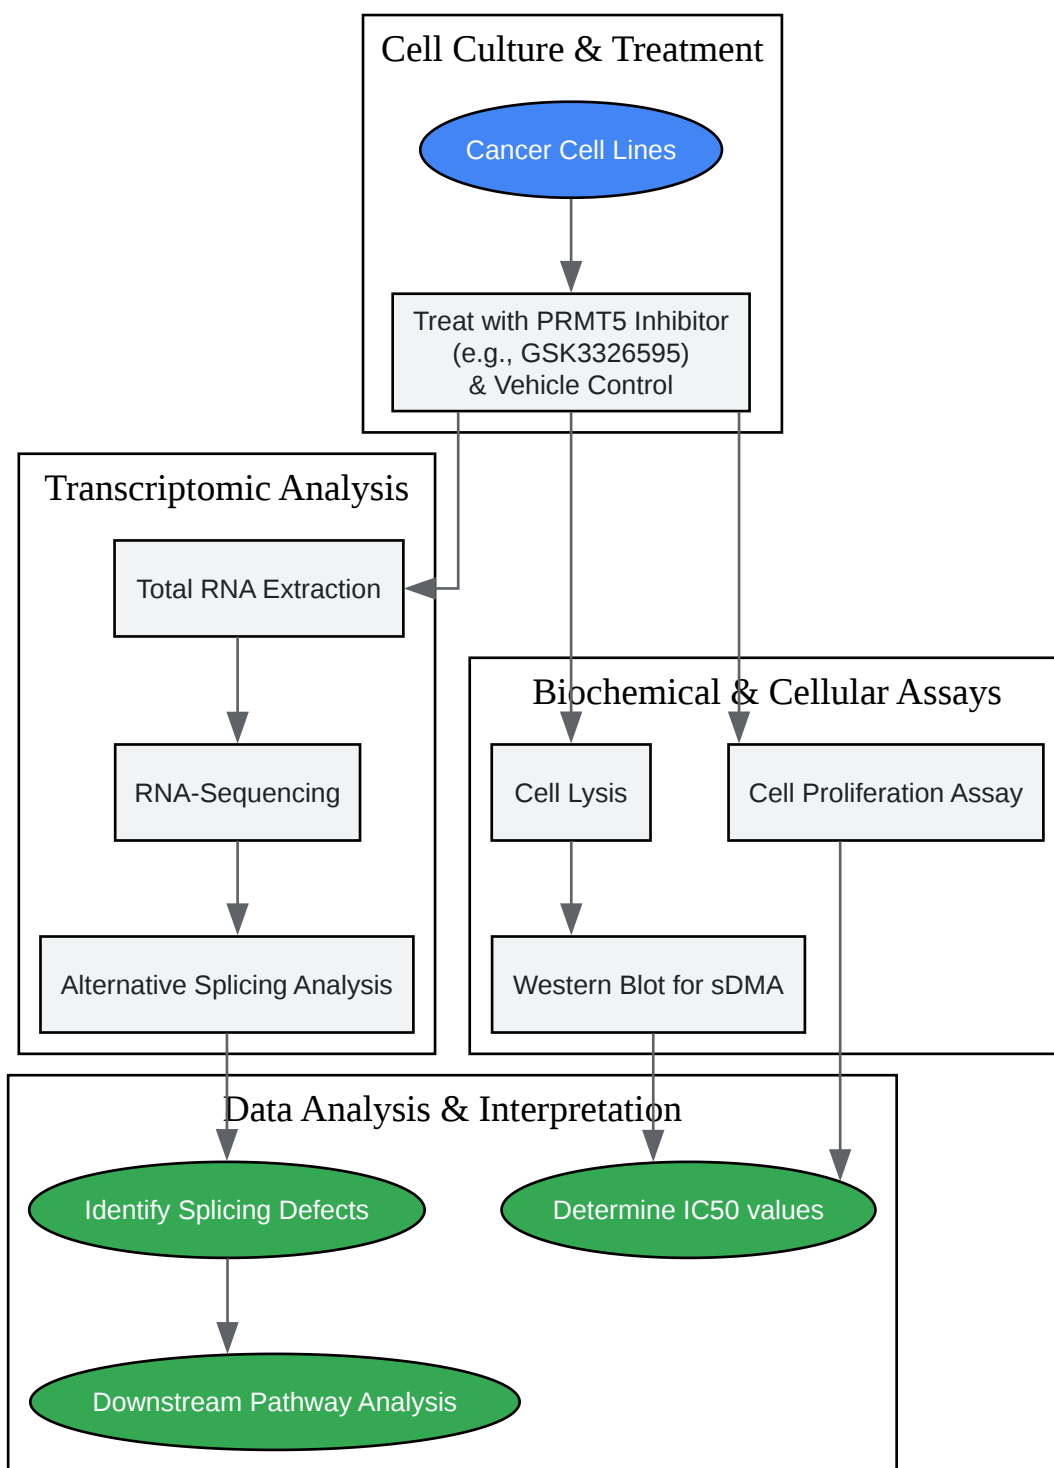 Cell Culture & Treatment
Cancer Cell Lines
Treat with PRMT5 Inhibitor
(e.g., GSK3326595)
& Vehicle Control
Transcriptomic Analysis
Total RNA Extraction
RNA-Sequencing
Alternative Splicing Analysis
Biochemical & Cellular Assays
Cell Lysis
Cell Proliferation Assay
Western Blot for sDMA
Data Analysis & Interpretation
Identify Splicing Defects
Determine IC50 values
Downstream Pathway Analysis